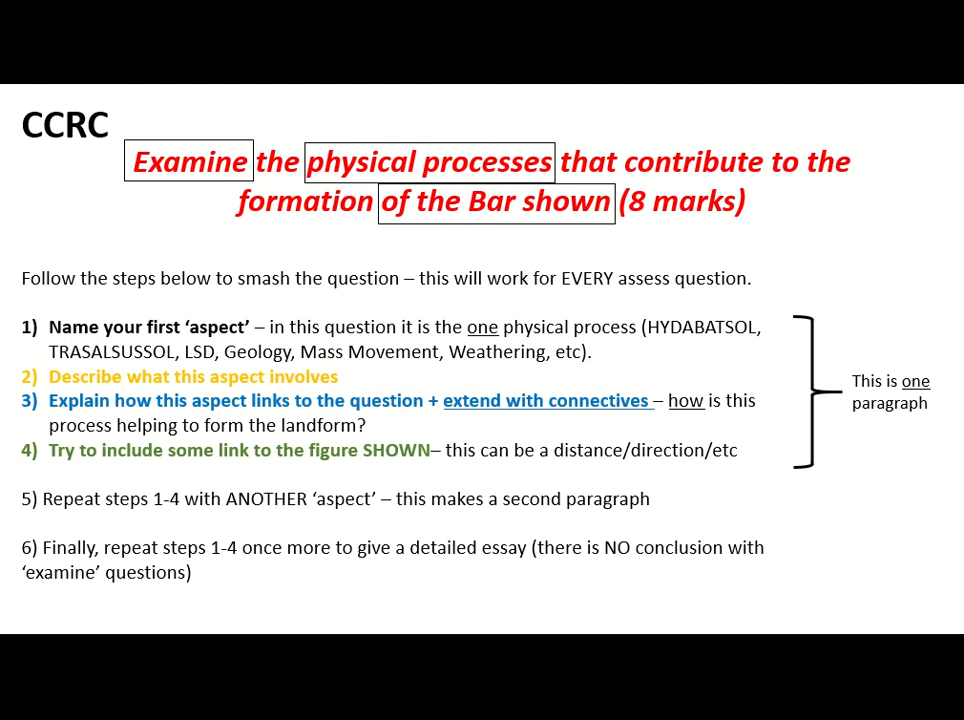 CCRC
Examine the physical processes that contribute to the
formation of the Bar shown (8 marks)
Follow the steps below to smash the question – this will work for EVERY assess question.
1) Name your first ‘aspect’ – in this question it is the one physical process (HYDABATSOL,
TRASALSUSSOL, LSD, Geology, Mass Movement, Weathering, etc).
2) Describe what this aspect involves
3) Explain how this aspect links to the question + extend with connectives – how is this
process helping to form the landform?
4) Try to include some link to the figure SHOWN– this can be a distance/direction/etc
This is one
paragraph
5) Repeat steps 1-4 with ANOTHER ‘aspect’ – this makes a second paragraph
6) Finally, repeat steps 1-4 once more to give a detailed essay (there is NO conclusion with
‘examine’ questions)